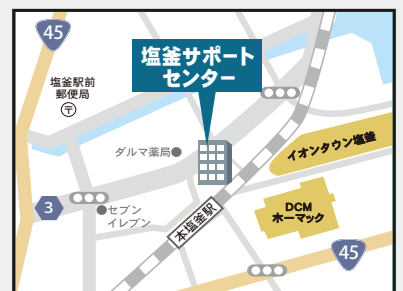 45
塩釜サポート
センター
塩釜駅前
郵便局
〒
ダルマ薬局
イオンタウン塩釜
3
セブン
イレブン
本塩釜駅
DCM
ホーマック
45